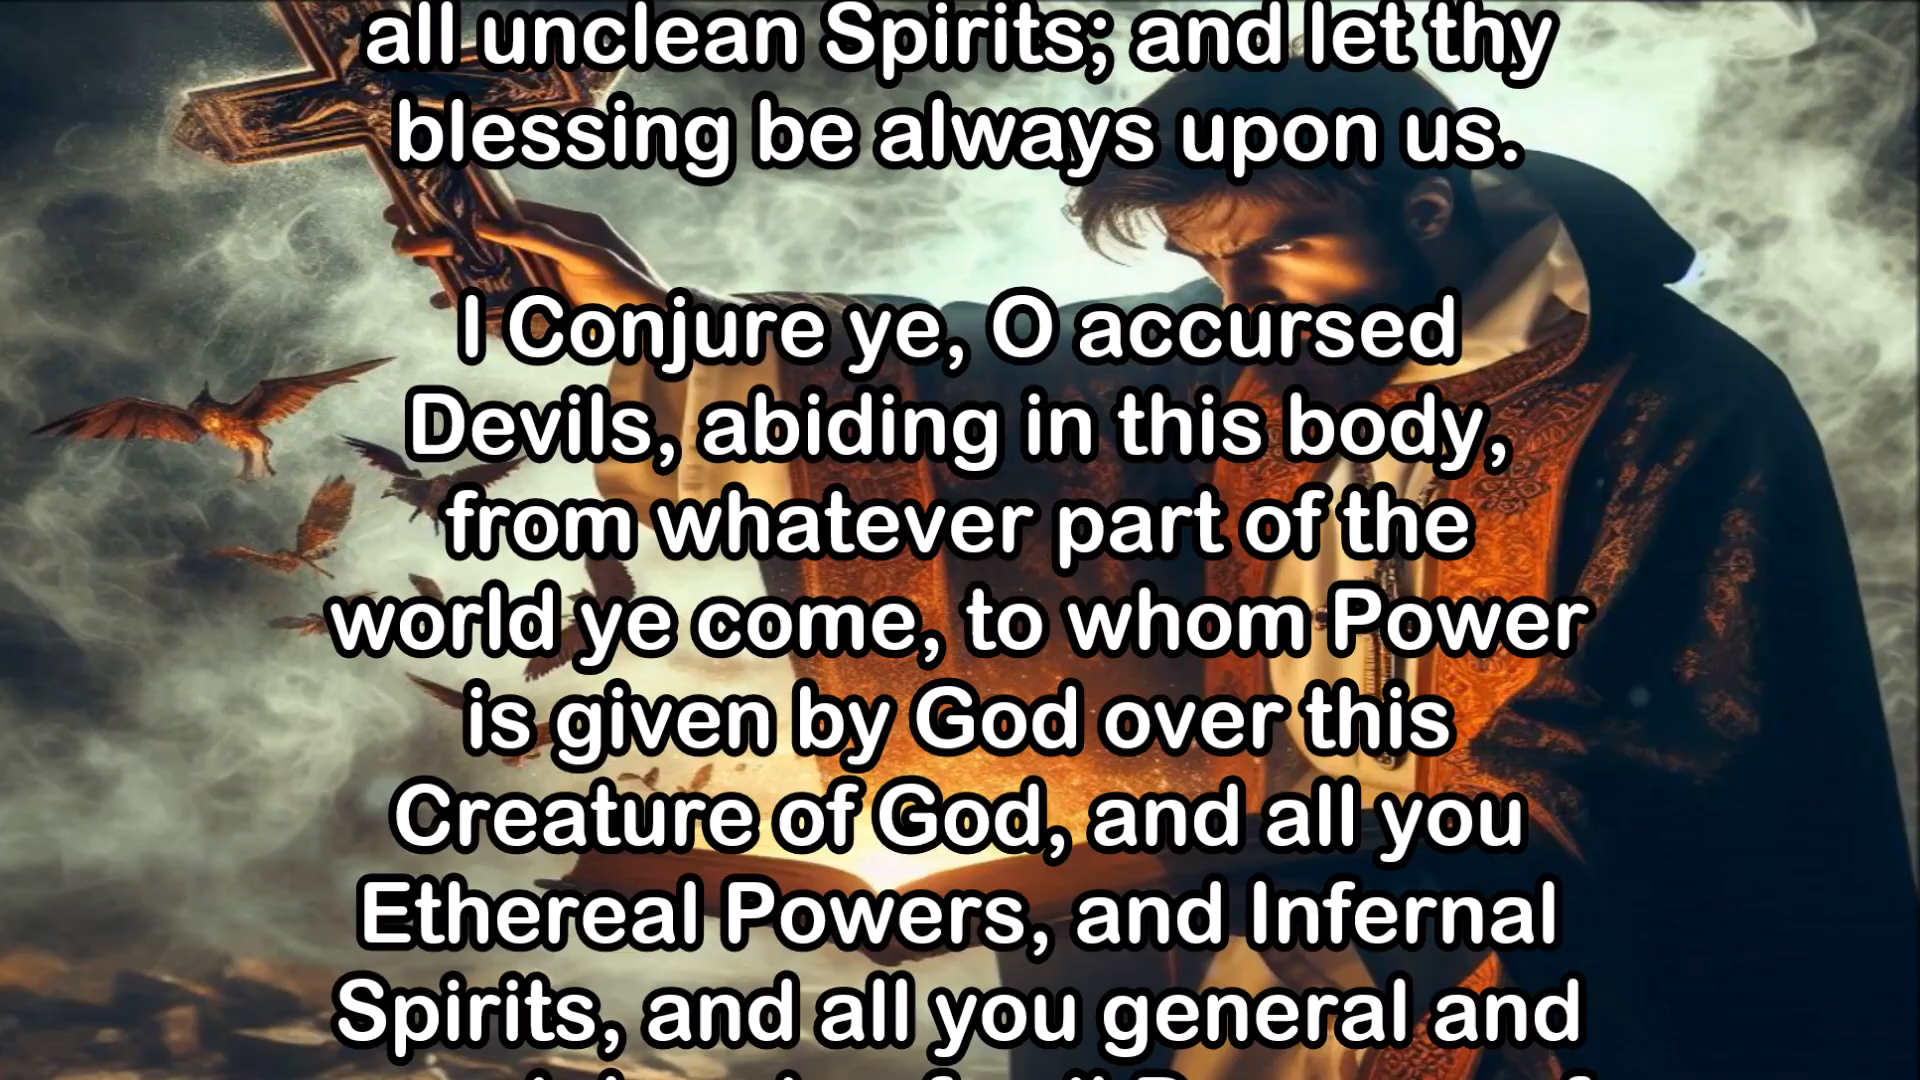 all unclean Spirits; and let thy
blessing be always upon us.
I Conjure ye, O accursed
Devils, abiding in this body,
from whatever part of the
world ye come, to whom Power
is given by God over this
Creature of God, and all you
Ethereal Powers, and Infernal
Spirits, and all you general and